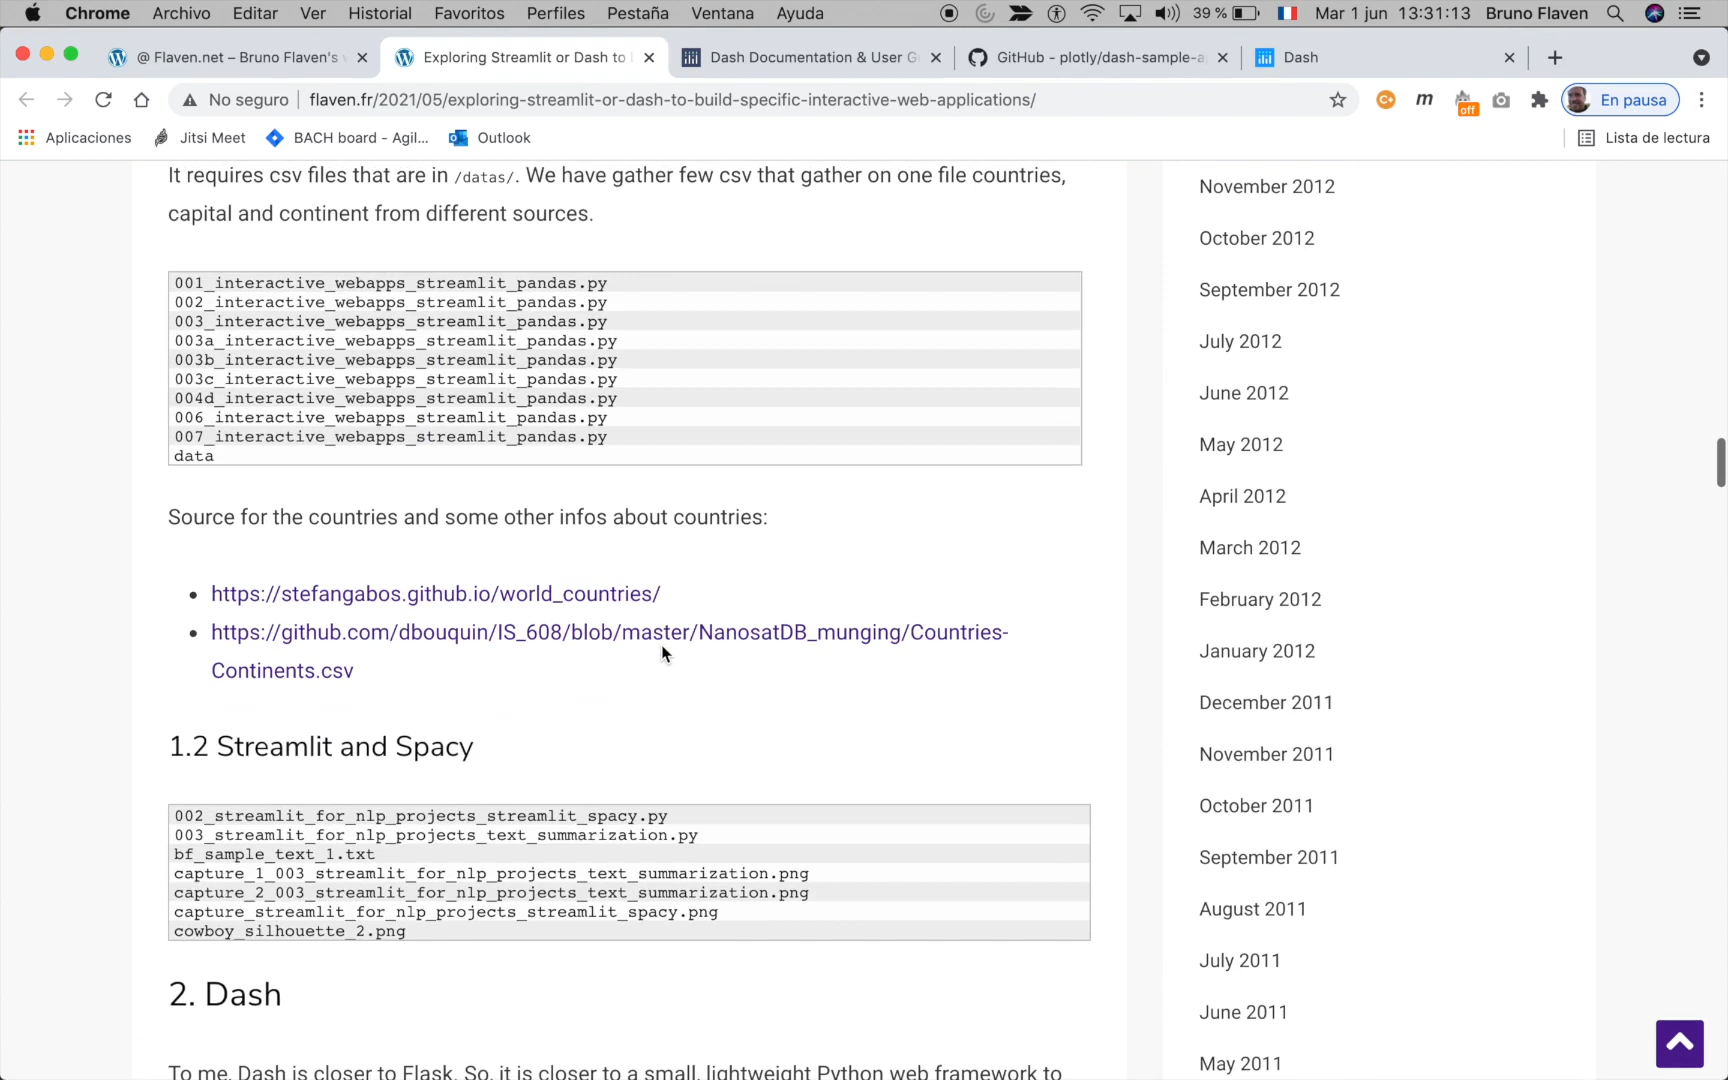 Chrome Archivo Editar Ver Historial Favoritos Perfiles Pestaña Ventana Ayuda 39 % Mar 1 jun 13:31:13 Bruno Flaven
@ Flaven.net – Bruno Flaven's
Exploring Streamlit or Dash to
Dash Documentation & User G
GitHub - plotly/dash-sample-a
Dash
No seguro flaven.fr/2021/05/exploring-streamlit-or-dash-to-build-specific-interactive-web-applications/
C+ m off En pausa
Aplicaciones Jitsi Meet BACH board - Agil... Outlook Lista de lectura
It requires csv files that are in /datas/. We have gather few csv that gather on one file countries,
capital and continent from different sources.
001_interactive_webapps_streamlit_pandas.py
002_interactive_webapps_streamlit_pandas.py
003_interactive_webapps_streamlit_pandas.py
003a_interactive_webapps_streamlit_pandas.py
003b_interactive_webapps_streamlit_pandas.py
003c_interactive_webapps_streamlit_pandas.py
004d_interactive_webapps_streamlit_pandas.py
006_interactive_webapps_streamlit_pandas.py
007_interactive_webapps_streamlit_pandas.py
data
Source for the countries and some other infos about countries:
https://stefangabos.github.io/world_countries/
https://github.com/dbouquin/IS_608/blob/master/NanosatDB_munging/Countries-
Continents.csv
1.2 Streamlit and Spacy
002_streamlit_for_nlp_projects_streamlit_spacy.py
003_streamlit_for_nlp_projects_text_summarization.py
bf_sample_text_1.txt
capture_1_003_streamlit_for_nlp_projects_text_summarization.png
capture_2_003_streamlit_for_nlp_projects_text_summarization.png
capture_streamlit_for_nlp_projects_streamlit_spacy.png
cowboy_silhouette_2.png
2. Dash
To me, Dash is closer to Flask. So, it is closer to a small, lightweight Python web framework to
November 2012
October 2012
September 2012
July 2012
June 2012
May 2012
April 2012
March 2012
February 2012
January 2012
December 2011
November 2011
October 2011
September 2011
August 2011
July 2011
June 2011
May 2011